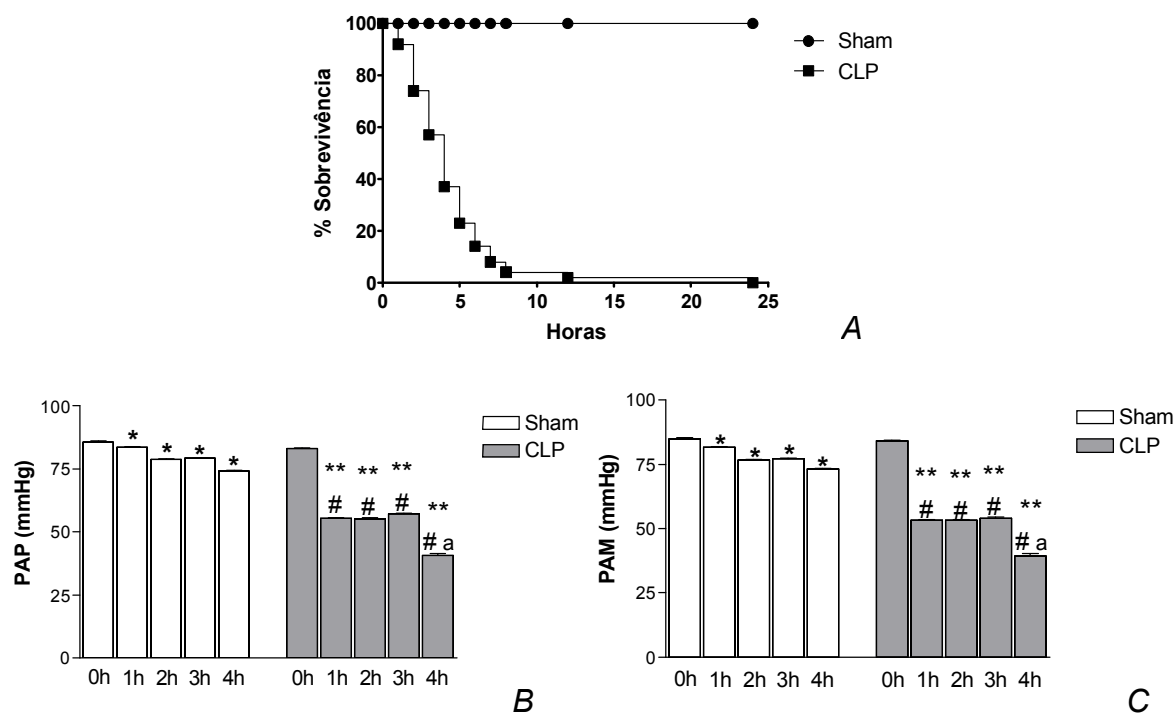 100
80
60
40
20
0
% Sobrevivência
0 5 10 15 20 25
Horas
Sham
CLP
A
100
75
50
25
0
PAP (mmHg)
* * * *
** ** ** **
# # # # a
0h 1h 2h 3h 4h 0h 1h 2h 3h 4h
Sham
CLP
B
100
75
50
25
0
PAM (mmHg)
* * * *
** ** ** **
# # # # a
0h 1h 2h 3h 4h 0h 1h 2h 3h 4h
Sham
CLP
C